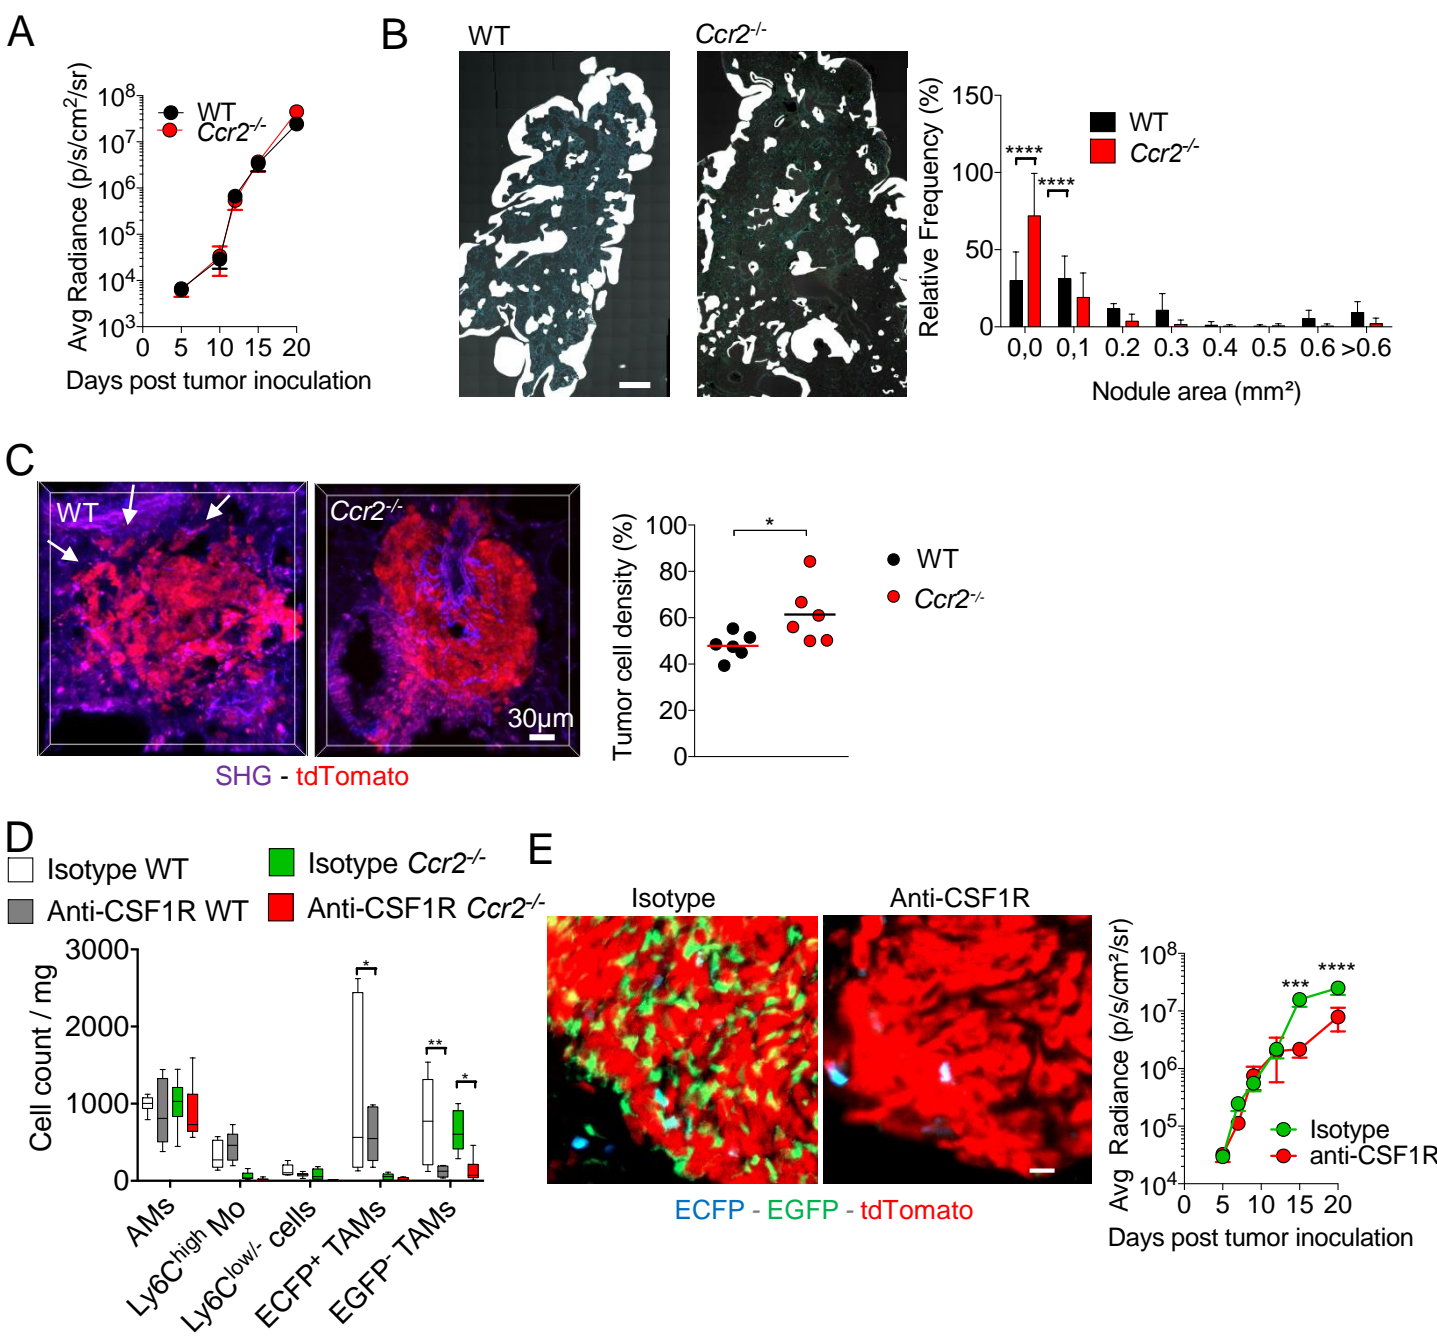 A
Avg Radiance (p/s/cm²/sr)
10⁸
10⁷
10⁶
10⁵
10⁴
10³
WT
Ccr2⁻/⁻
0 5 10 15 20
Days post tumor inoculation
B
WT
Ccr2⁻/⁻
Relative Frequency (%)
150
100
50
0
WT
Ccr2⁻/⁻
****
****
0,0 0,1 0.2 0.3 0.4 0.5 0.6 >0.6
Nodule area (mm²)
C
WT
Ccr2⁻/⁻
30µm
SHG - tdTomato
Tumor cell density (%)
100
80
60
40
20
0
*
WT
Ccr2⁻/⁻
D
Isotype WT
Isotype Ccr2⁻/⁻
Anti-CSF1R WT
Anti-CSF1R Ccr2⁻/⁻
Cell count / mg
3000
2000
1000
0
*
**
*
AMs
Ly6Cʰⁱᵍʰ Mo
Ly6Cˡᵒʷ/⁻ cells
ECFP⁺ TAMs
EGFP⁻ TAMs
E
Isotype
Anti-CSF1R
ECFP - EGFP - tdTomato
Avg Radiance (p/s/cm²/sr)
10⁸
10⁷
10⁶
10⁵
10⁴
***
****
Isotype
anti-CSF1R
0 5 10 15 20
Days post tumor inoculation